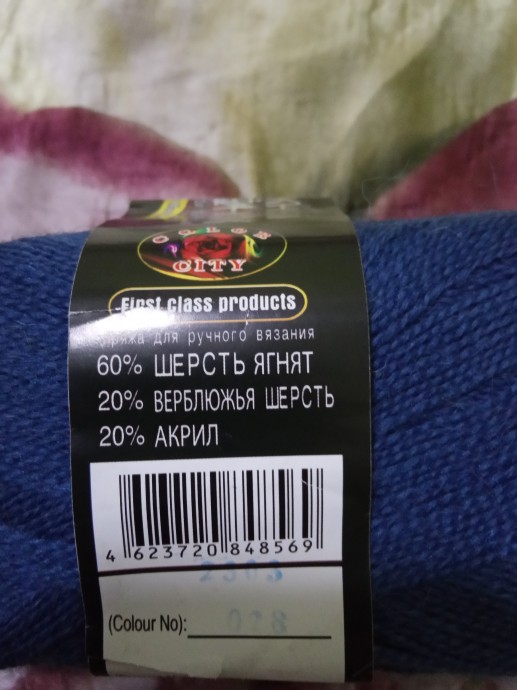 COLOR
CITY
First class products
Пряжа для ручного вязания
60% ШЕРСТЬ ЯГНЯТ
20% ВЕРБЛЮЖЬЯ ШЕРСТЬ
20% АКРИЛ
4 623720 848569
2303
(Colour No): 028